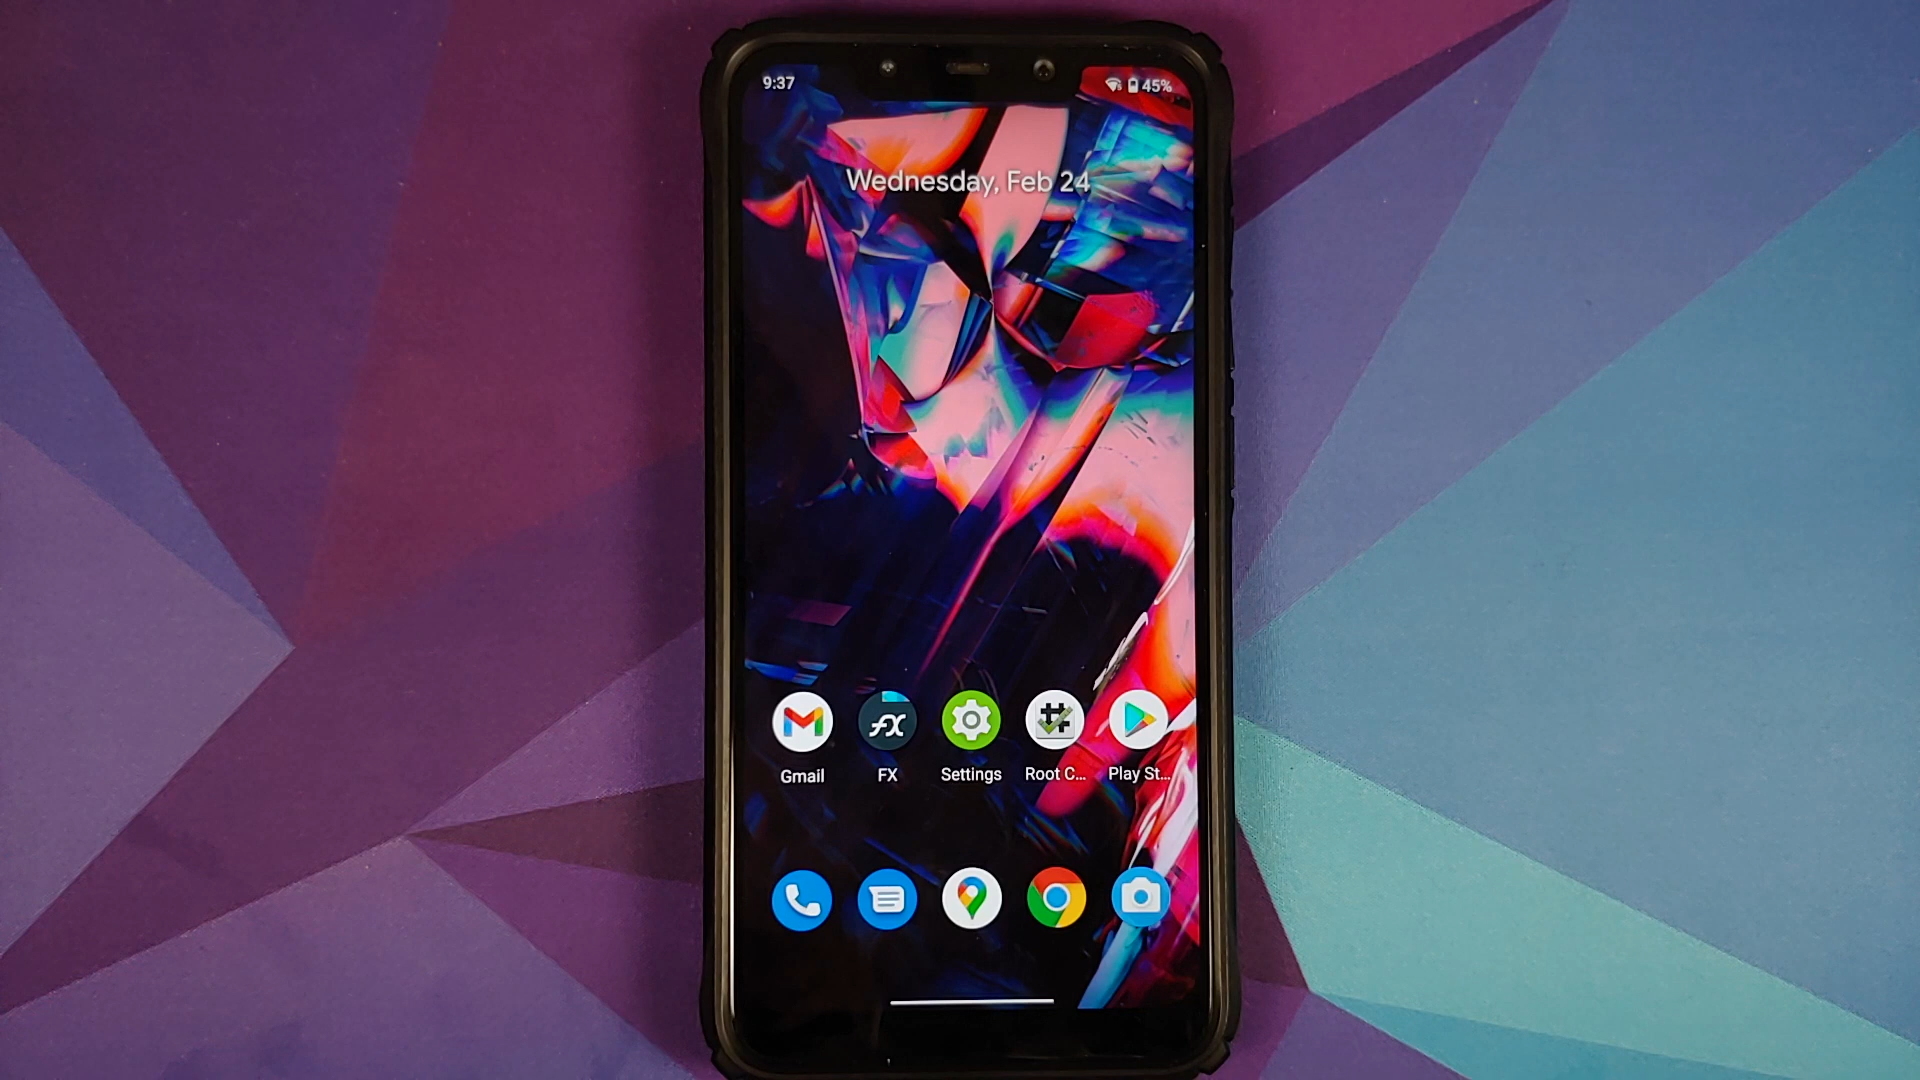 9:37
45%
Wednesday, Feb 24
Gmail
FX
Settings
Root C...
Play St...